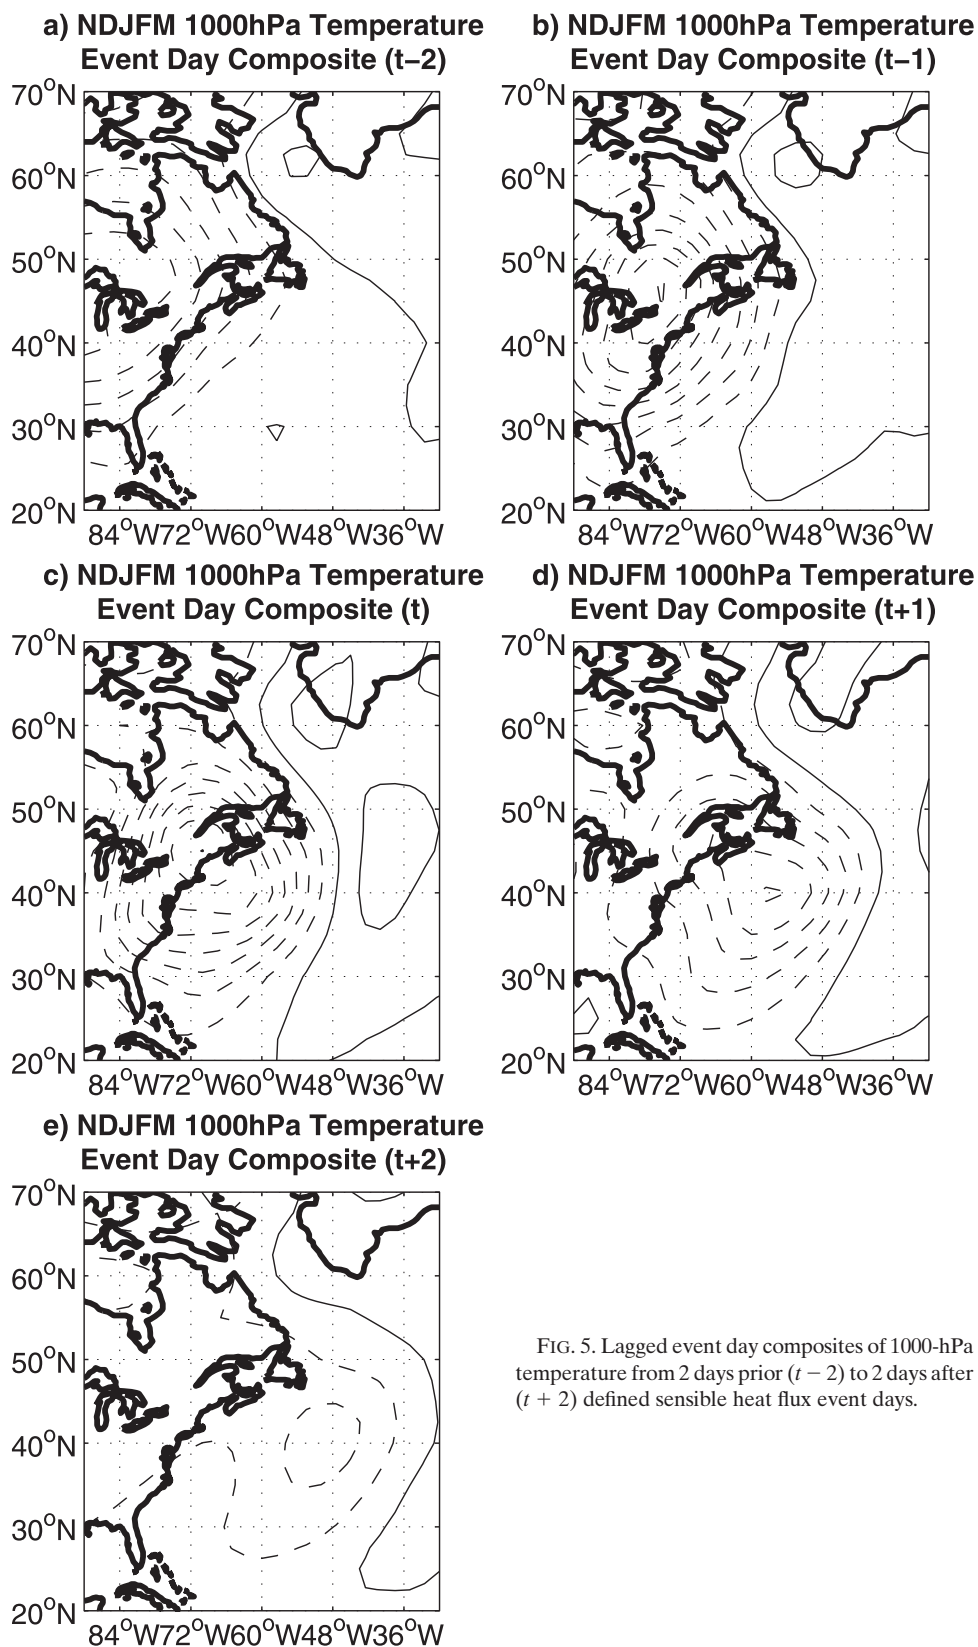 a) NDJFM 1000hPa Temperature
Event Day Composite (t−2)
70°N
60°N
50°N
40°N
30°N
20°N
84°W72°W60°W48°W36°W
b) NDJFM 1000hPa Temperature
Event Day Composite (t−1)
70°N
60°N
50°N
40°N
30°N
20°N
84°W72°W60°W48°W36°W
c) NDJFM 1000hPa Temperature
Event Day Composite (t)
70°N
60°N
50°N
40°N
30°N
20°N
84°W72°W60°W48°W36°W
d) NDJFM 1000hPa Temperature
Event Day Composite (t+1)
70°N
60°N
50°N
40°N
30°N
20°N
84°W72°W60°W48°W36°W
e) NDJFM 1000hPa Temperature
Event Day Composite (t+2)
70°N
60°N
50°N
40°N
30°N
20°N
84°W72°W60°W48°W36°W
FIG. 5. Lagged event day composites of 1000-hPa
temperature from 2 days prior (t − 2) to 2 days after
(t + 2) defined sensible heat flux event days.